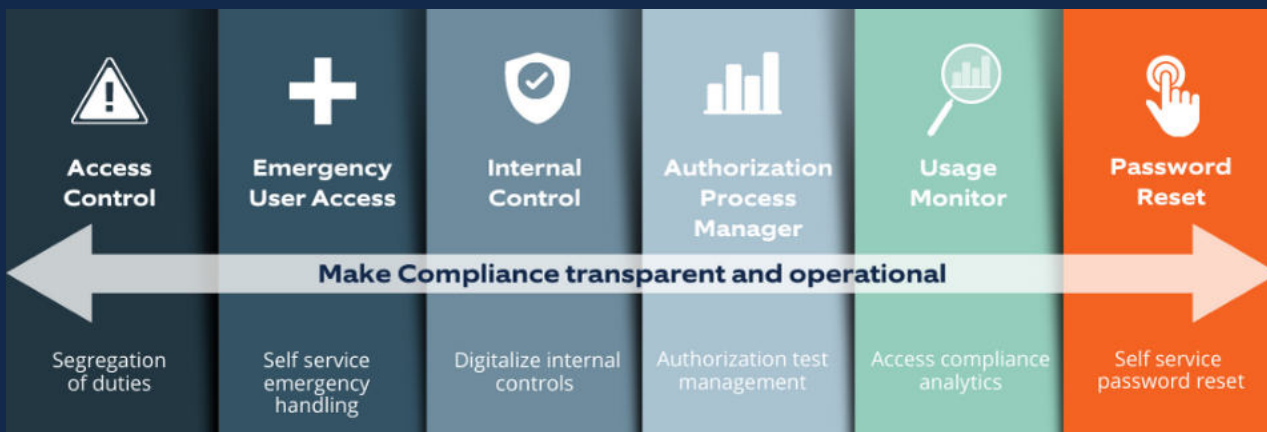 Access
Control
Emergency
User Access
Internal
Control
Authorization
Process
Manager
Usage
Monitor
Password
Reset
Make Compliance transparent and operational
Segregation
of duties
Self service
emergency
handling
Digitalize internal
controls
Authorization test
management
Access compliance
analytics
Self service
password reset